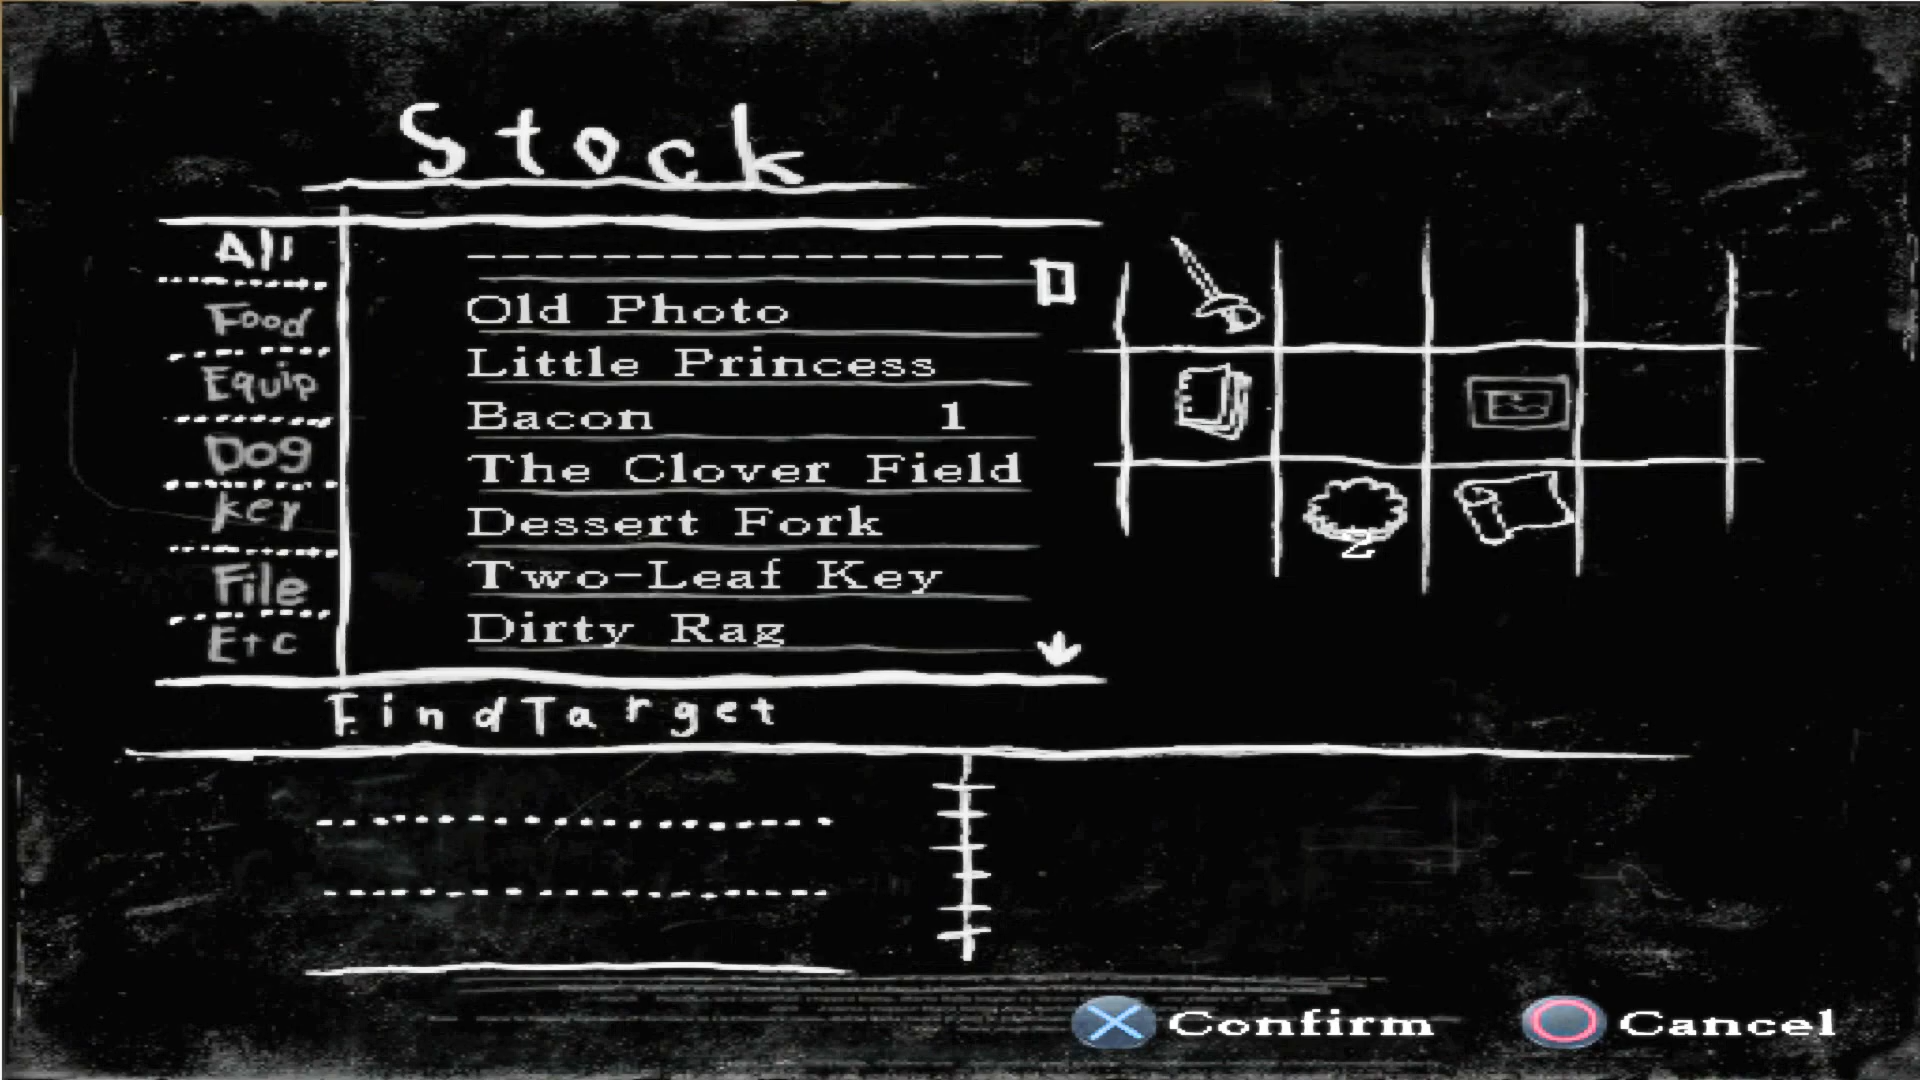 Stock
All
Food
Equip
Dog
Key
File
Etc
Old Photo
Little Princess
Bacon 1
The Clover Field
Dessert Fork
Two-Leaf Key
Dirty Rag
2
FindTarget
Confirm
Cancel